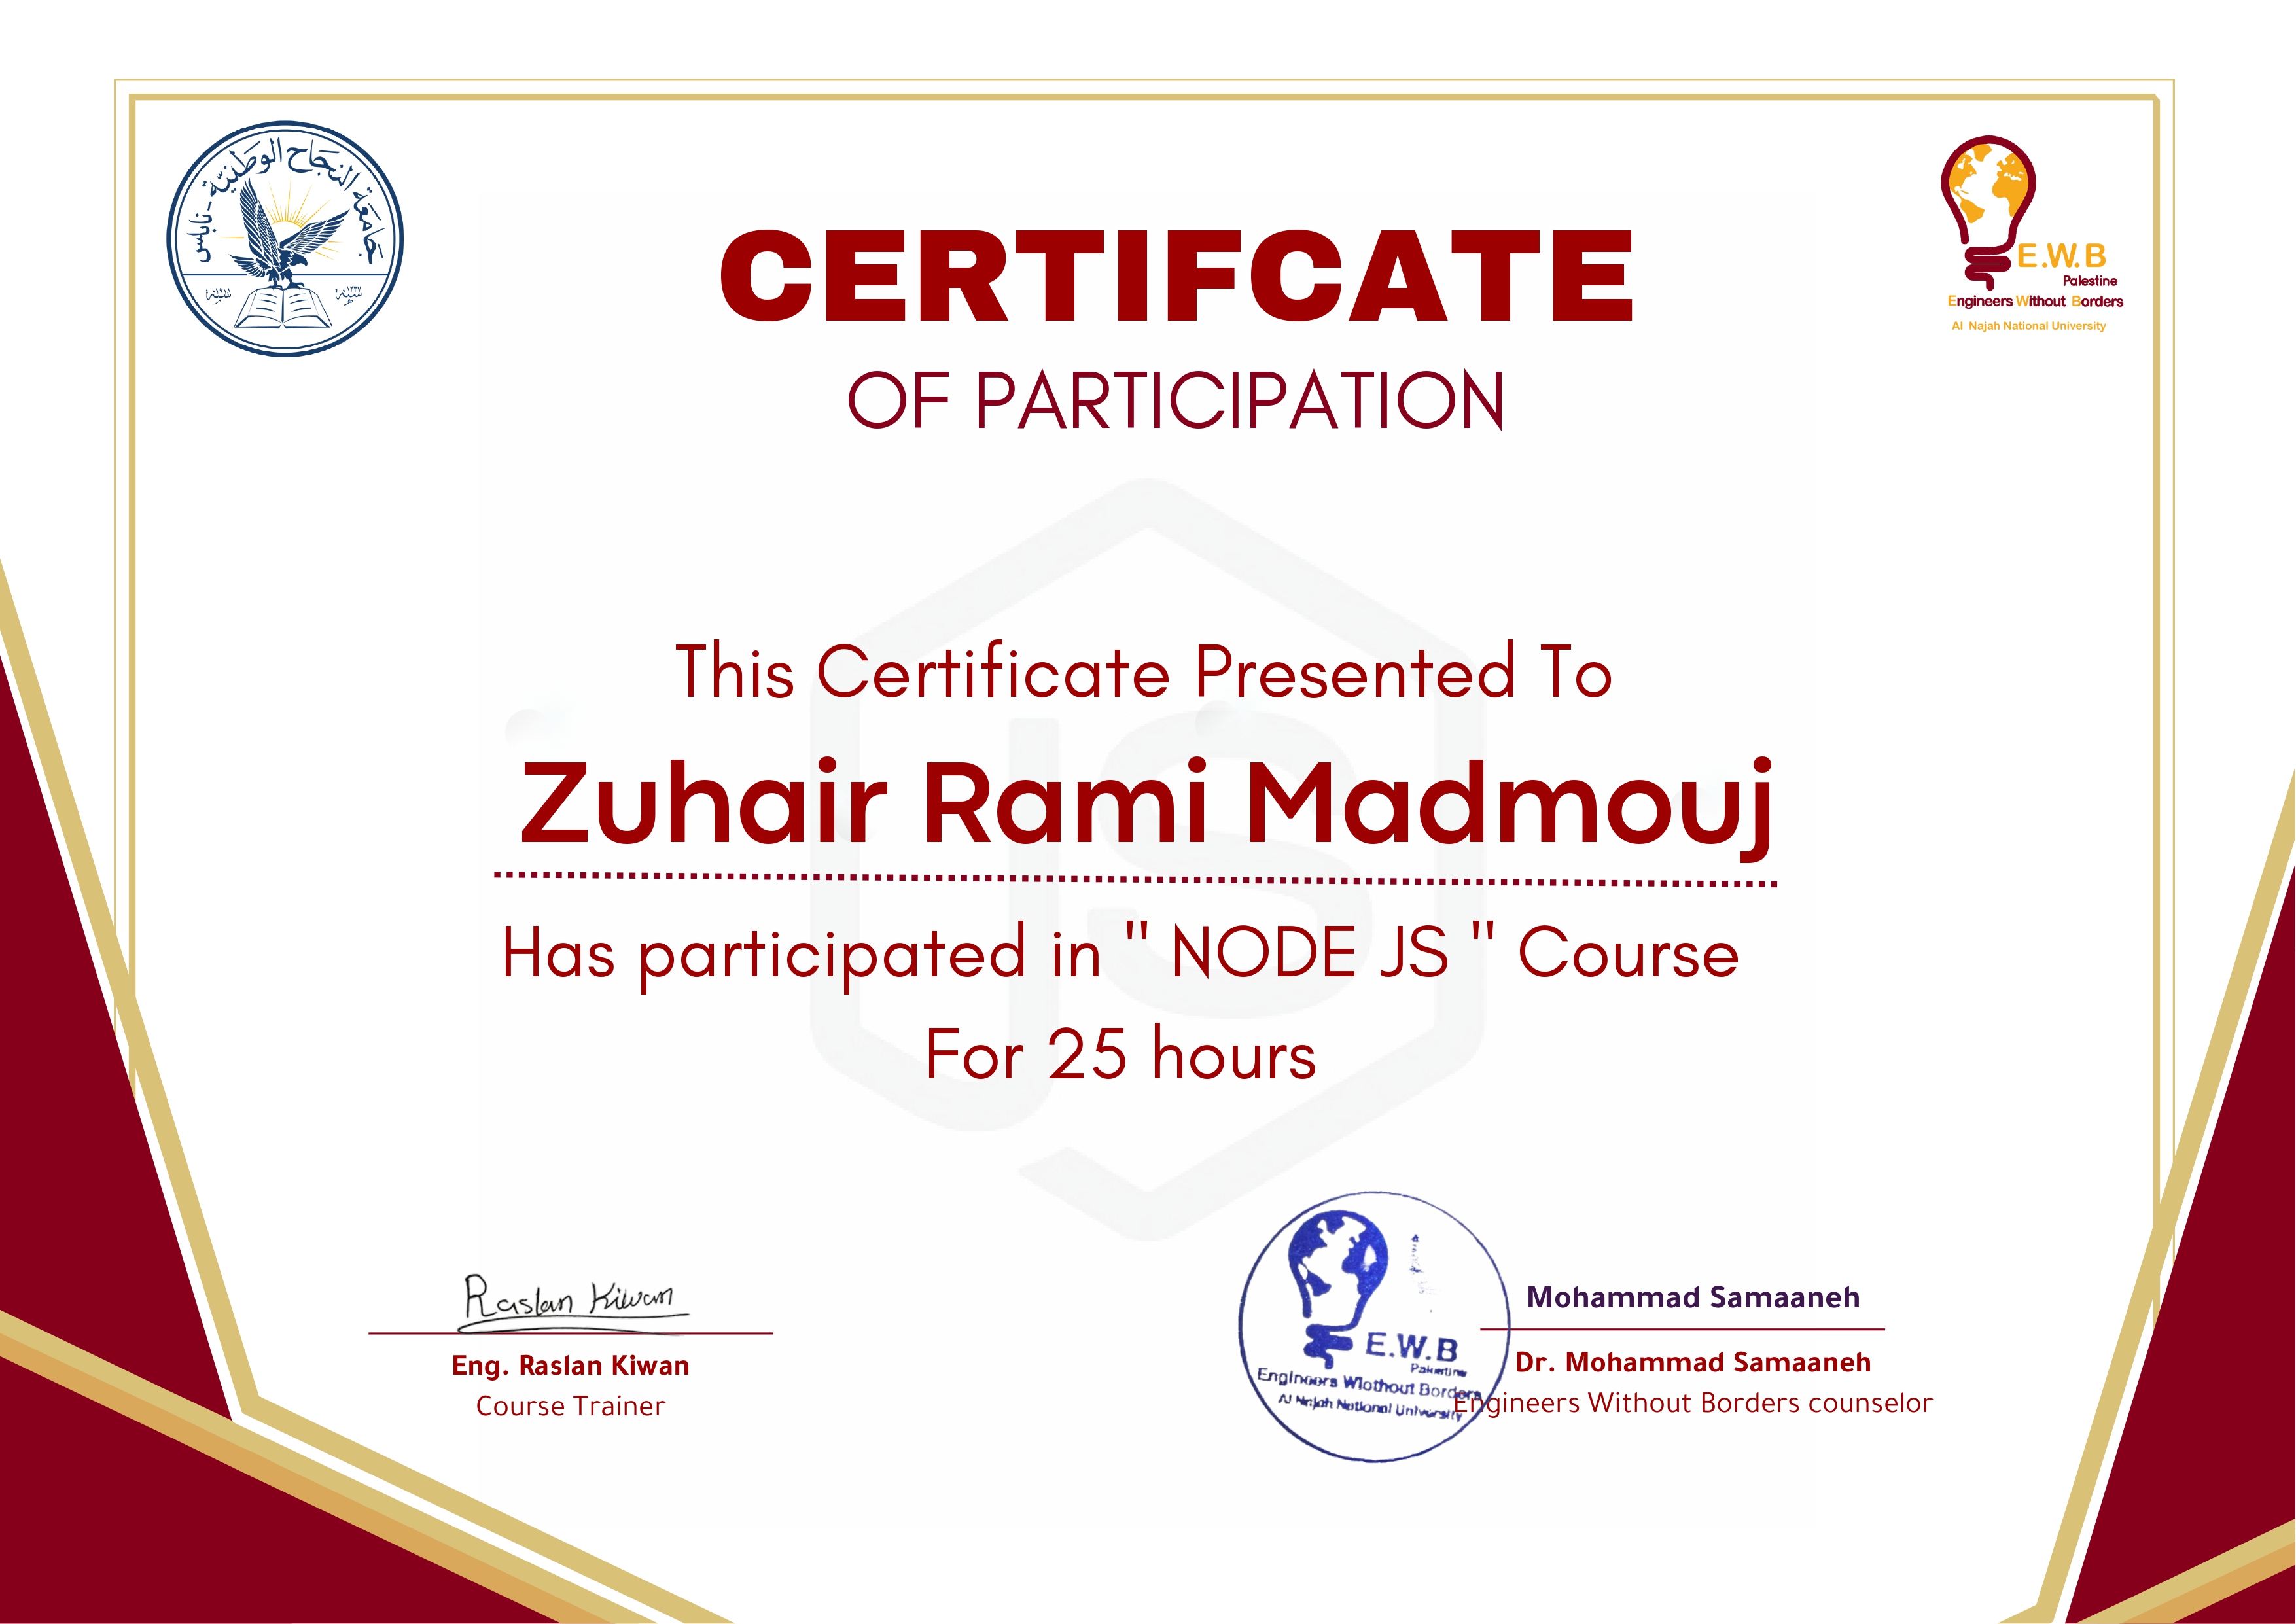 جامعة النجاح الوطنية - نابلس
E.W.B
Palestine
Engineers Without Borders
Al Najah National University
CERTIFCATE
OF PARTICIPATION
JS
This Certificate Presented To
Zuhair Rami Madmouj
Has participated in " NODE JS " Course
For 25 hours
Raslan Kiwan
Eng. Raslan Kiwan
Course Trainer
E.W.B
Palestine
Engineers Wiothout Borders
Al Najah National University
Mohammad Samaaneh
Dr. Mohammad Samaaneh
Engineers Without Borders counselor